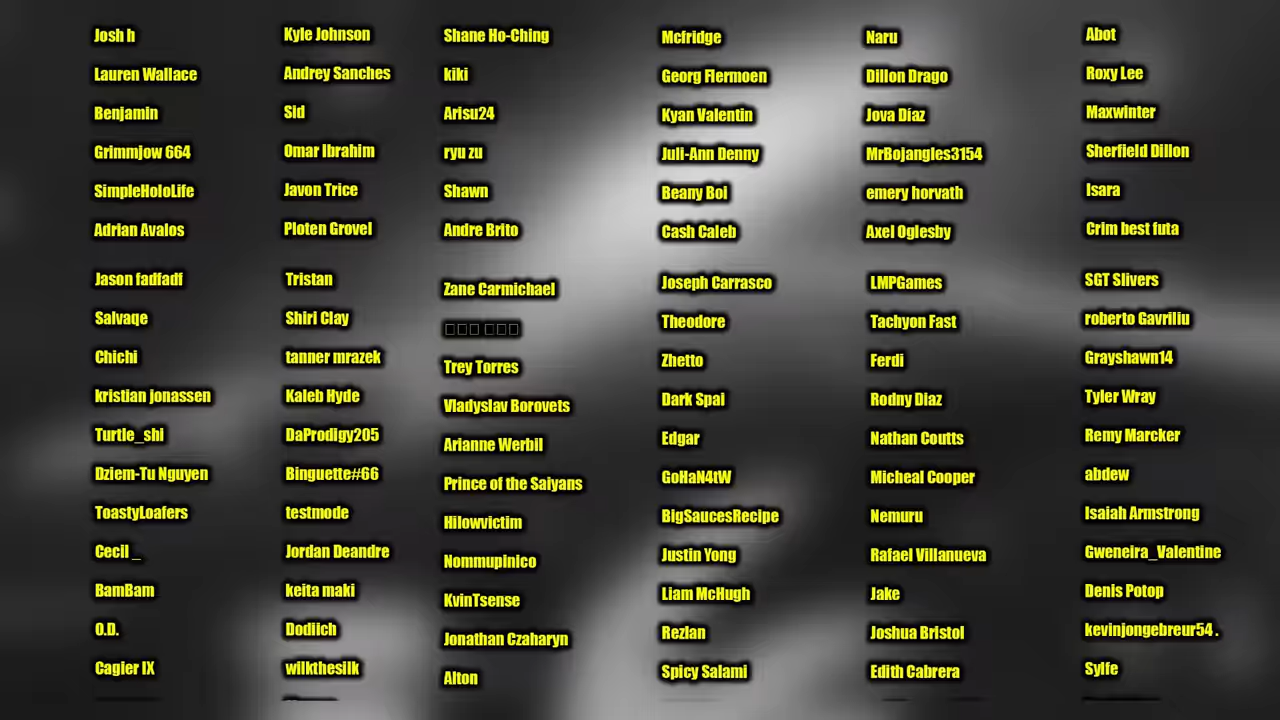 Josh h
Lauren Wallace
Benjamin
Grimmjow 664
SimpleHoloLife
Adrian Avalos
Jason fadfadf
Salvaqe
Chichi
kristian jonassen
Turtle_shi
Dziem-Tu Nguyen
ToastyLoafers
Cecil _
BamBam
O.D.
Cagler IX
Kyle Johnson
Andrey Sanches
Sld
Omar Ibrahim
Javon Trice
Ploten Grovel
Tristan
Shiri Clay
tanner mrazek
Kaleb Hyde
DaProdigy205
Binguette#66
testmode
Jordan Deandre
keita maki
Dodiich
wilkthesilk
Shane Ho-Ching
kiki
Arisu24
ryu zu
Shawn
Andre Brito
Zane Carmichael
Trey Torres
Vladyslav Borovets
Arianne Werbil
Prince of the Saiyans
Hilowvictim
Nommupinico
KvinTsense
Jonathan Czaharyn
Alton
Mcfridge
Georg Flermoen
Kyan Valentin
Juli-Ann Denny
Beany Boi
Cash Caleb
Joseph Carrasco
Theodore
Zhetto
Dark Spai
Edgar
GoHaN4tW
BigSaucesRecipe
Justin Yong
Liam McHugh
Rezlan
Spicy Salami
Naru
Dillon Drago
Jova Díaz
MrBojangles3154
emery horvath
Axel Oglesby
LMPGames
Tachyon Fast
Ferdi
Rodny Diaz
Nathan Coutts
Micheal Cooper
Nemuru
Rafael Villanueva
Jake
Joshua Bristol
Edith Cabrera
Abot
Roxy Lee
Maxwinter
Sherfield Dillon
Isara
Crim best futa
SGT Slivers
roberto Gavriliu
Grayshawn14
Tyler Wray
Remy Marcker
abdew
Isaiah Armstrong
Gweneira_Valentine
Denis Potop
kevinjongebreur54 .
Sylfe